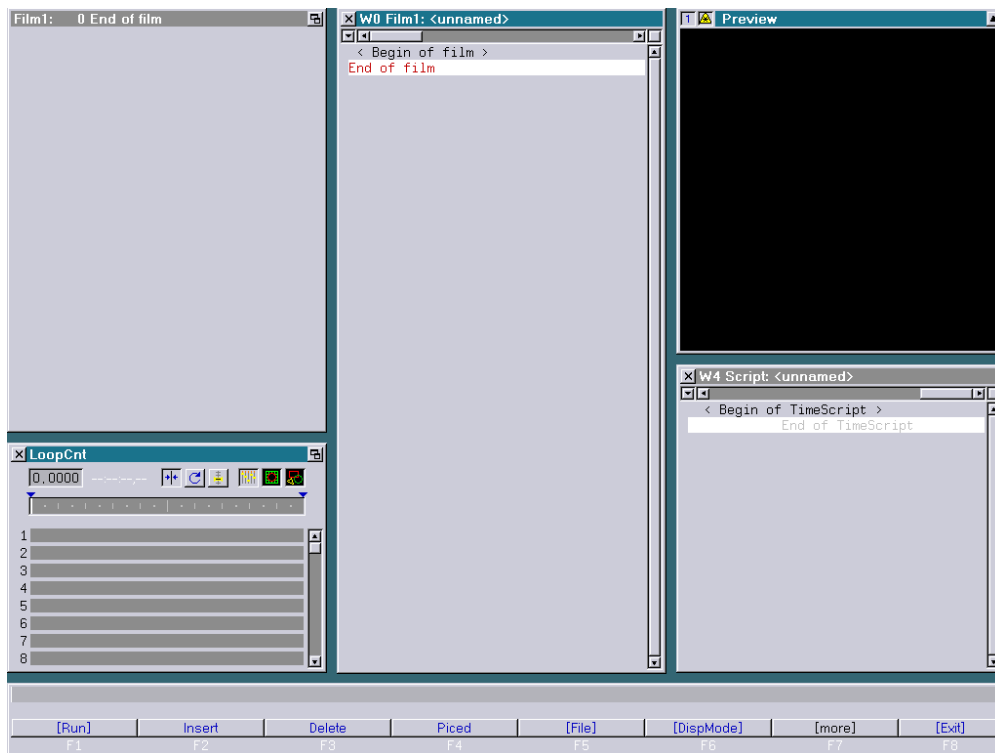 Film1: 0 End of film
W0 Film1: <unnamed>
< Begin of film >
End of film
1 Preview
W4 Script: <unnamed>
< Begin of TimeScript >
End of TimeScript
LoopCnt
0,0000 --:--:--,--
1
2
3
4
5
6
7
8
[Run] Insert Delete Piced [File] [DispMode] [more] [Exit]
F1 F2 F3 F4 F5 F6 F7 F8